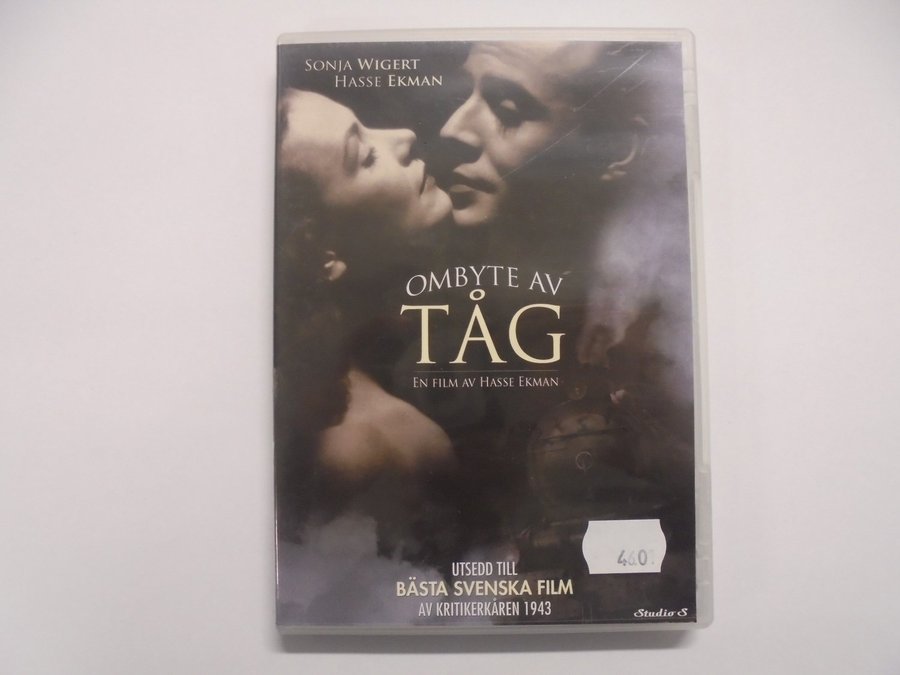 SONJA WIGERT
HASSE EKMAN
OMBYTE AV
TÅG
EN FILM AV HASSE EKMAN
UTSEDD TILL
BÄSTA SVENSKA FILM
AV KRITIKERKÅREN 1943
Studio S